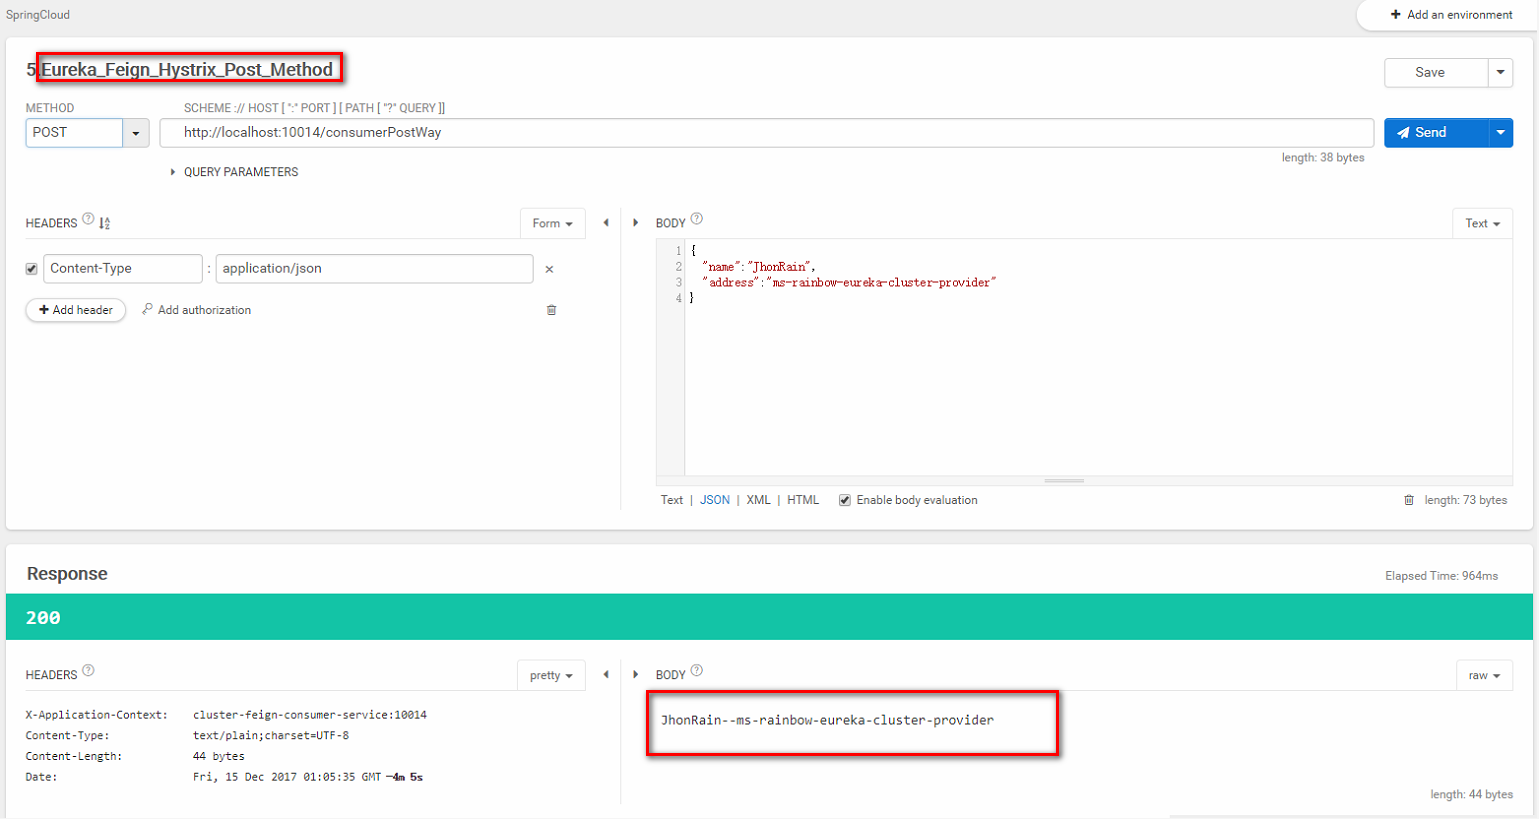 SpringCloud
+ Add an environment
5.Eureka_Feign_Hystrix_Post_Method
Save
METHOD
SCHEME :// HOST [ ":" PORT ] [ PATH [ "?" QUERY ]]
POST
http://localhost:10014/consumerPostWay
Send
length: 38 bytes
QUERY PARAMETERS
HEADERS ?
Form
BODY ?
Text
Content-Type : application/json ×
+ Add header
Add authorization
1 {
2 "name":"JhonRain",
3 "address":"ms-rainbow-eureka-cluster-provider"
4 }
Text | JSON | XML | HTML
Enable body evaluation
length: 73 bytes
Response
Elapsed Time: 964ms
200
HEADERS ?
pretty
BODY ?
raw
X-Application-Context: cluster-feign-consumer-service:10014
Content-Type: text/plain;charset=UTF-8
Content-Length: 44 bytes
Date: Fri, 15 Dec 2017 01:05:35 GMT −4m 5s
JhonRain--ms-rainbow-eureka-cluster-provider
length: 44 bytes